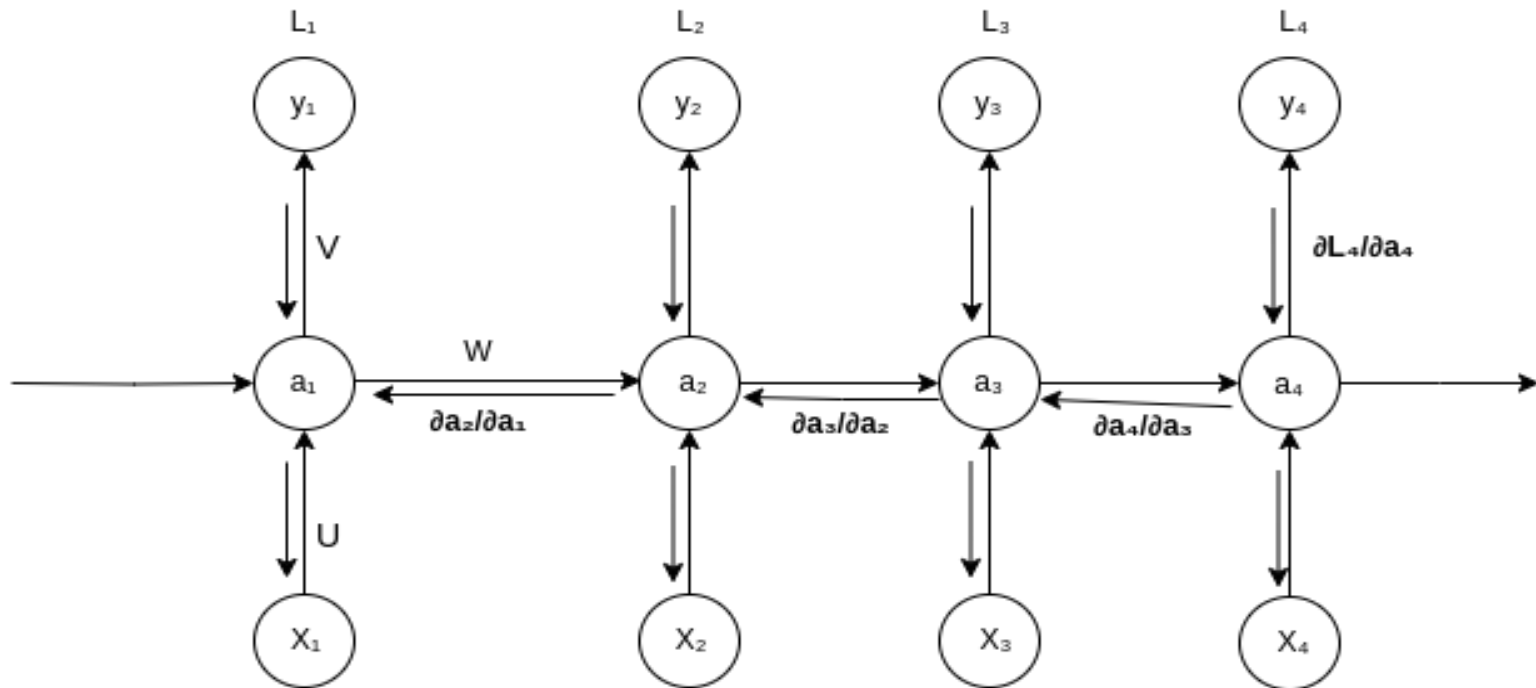 L₁ L₂ L₃ L₄
y₁ y₂ y₃ y₄
V ∂L₄/∂a₄
W
a₁ a₂ a₃ a₄
∂a₂/∂a₁ ∂a₃/∂a₂ ∂a₄/∂a₃
U
X₁ X₂ X₃ X₄